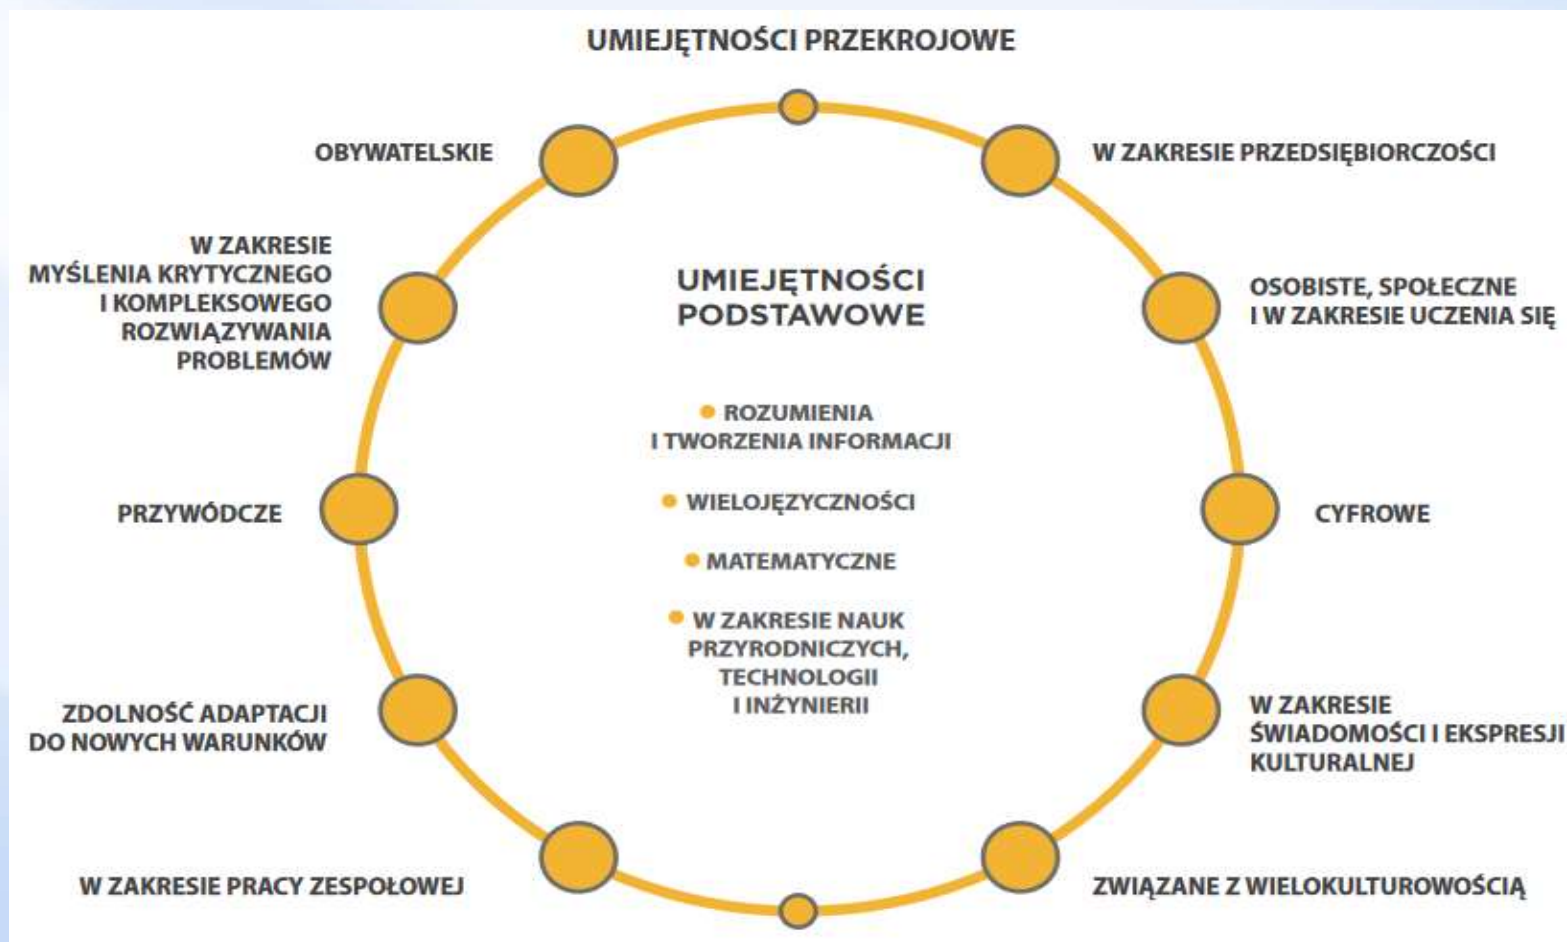 UMIEJĘTNOŚCI PRZEKROJOWE
OBYWATELSKIE
W ZAKRESIE PRZEDSIĘBIORCZOŚCI
W ZAKRESIE
MYŚLENIA KRYTYCZNEGO
I KOMPLEKSOWEGO
ROZWIĄZYWANIA
PROBLEMÓW
OSOBISTE, SPOŁECZNE
I W ZAKRESIE UCZENIA SIĘ
UMIEJĘTNOŚCI
PODSTAWOWE
• ROZUMIENIA
I TWORZENIA INFORMACJI
• WIELOJĘZYCZNOŚCI
• MATEMATYCZNE
• W ZAKRESIE NAUK
PRZYRODNICZYCH,
TECHNOLOGII
I INŻYNIERII
PRZYWÓDCZE
CYFROWE
ZDOLNOŚĆ ADAPTACJI
DO NOWYCH WARUNKÓW
W ZAKRESIE
ŚWIADOMOŚCI I EKSPRESJI
KULTURALNEJ
W ZAKRESIE PRACY ZESPOŁOWEJ
ZWIĄZANE Z WIELOKULTUROWOŚCIĄ